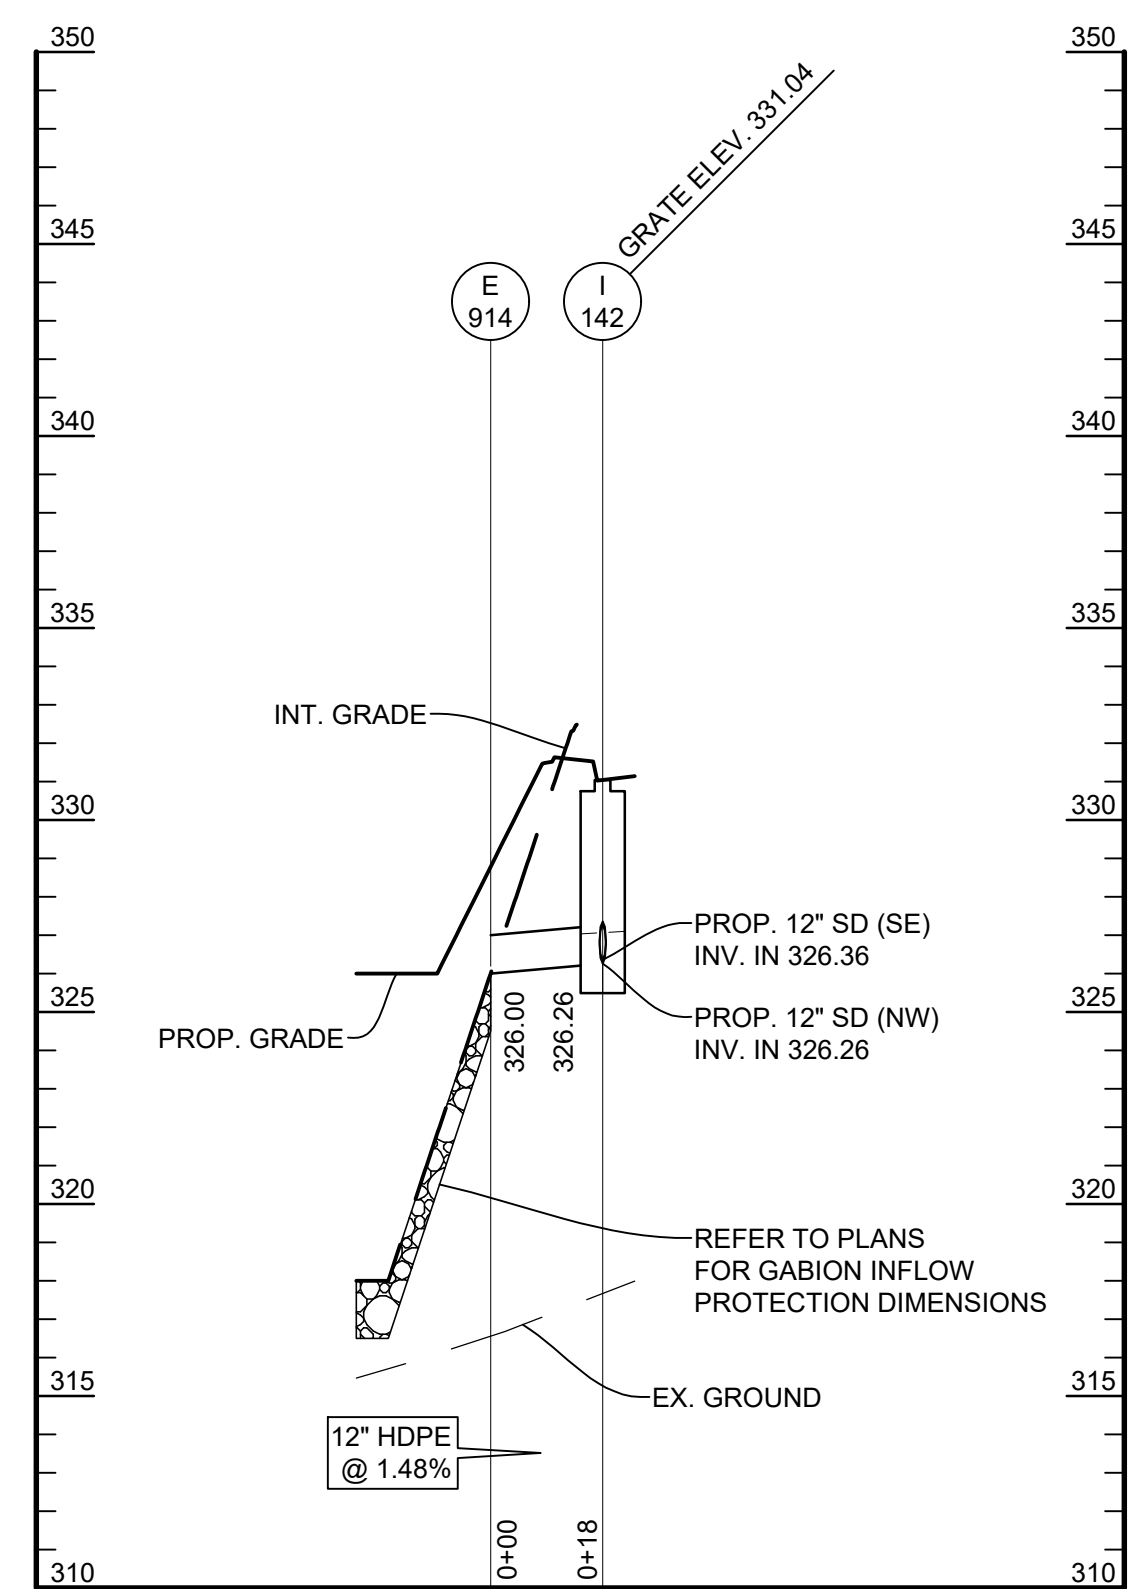 350
350
GRATE ELEV. 331.04
345
345
E
914
I
142
340
340
335
335
INT. GRADE
330
330
PROP. 12" SD (SE)
INV. IN 326.36
325
325
326.00
326.26
PROP. 12" SD (NW)
INV. IN 326.26
PROP. GRADE
320
320
REFER TO PLANS
FOR GABION INFLOW
PROTECTION DIMENSIONS
315
315
EX. GROUND
12" HDPE
@ 1.48%
0+00
0+18
310
310